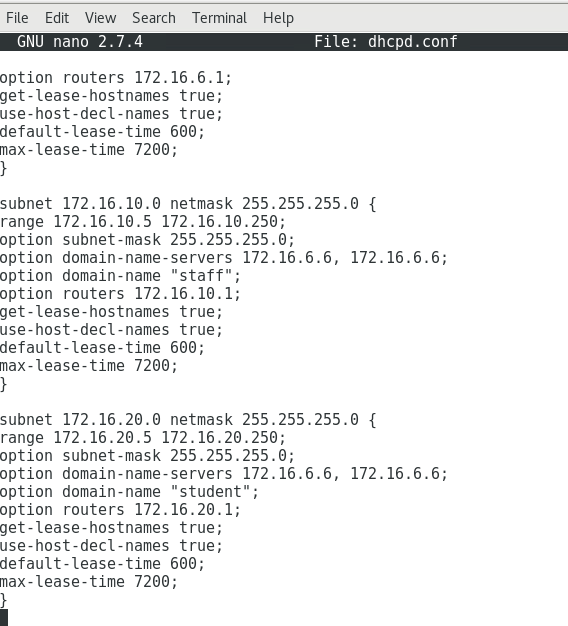 File Edit View Search Terminal Help
GNU nano 2.7.4 File: dhcpd.conf
option routers 172.16.6.1;
get-lease-hostnames true;
use-host-decl-names true;
default-lease-time 600;
max-lease-time 7200;
}
subnet 172.16.10.0 netmask 255.255.255.0 {
range 172.16.10.5 172.16.10.250;
option subnet-mask 255.255.255.0;
option domain-name-servers 172.16.6.6, 172.16.6.6;
option domain-name "staff";
option routers 172.16.10.1;
get-lease-hostnames true;
use-host-decl-names true;
default-lease-time 600;
max-lease-time 7200;
}
subnet 172.16.20.0 netmask 255.255.255.0 {
range 172.16.20.5 172.16.20.250;
option subnet-mask 255.255.255.0;
option domain-name-servers 172.16.6.6, 172.16.6.6;
option domain-name "student";
option routers 172.16.20.1;
get-lease-hostnames true;
use-host-decl-names true;
default-lease-time 600;
max-lease-time 7200;
}